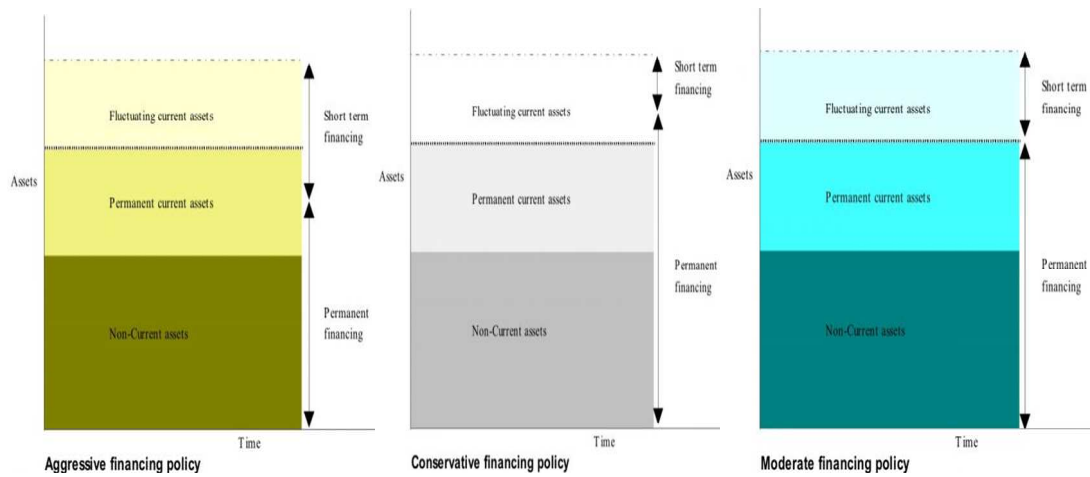 Fluctuating current assets
Short term
financing
Assets
Permanent current assets
Permanent
financing
Non-Current assets
Time
Aggressive financing policy
Short term
financing
Fluctuating current assets
Assets
Permanent current assets
Permanent
financing
Non-Current assets
Time
Conservative financing policy
Short term
financing
Fluctuating current assets
Assets
Permanent current assets
Permanent
financing
Non-Current assets
Time
Moderate financing policy